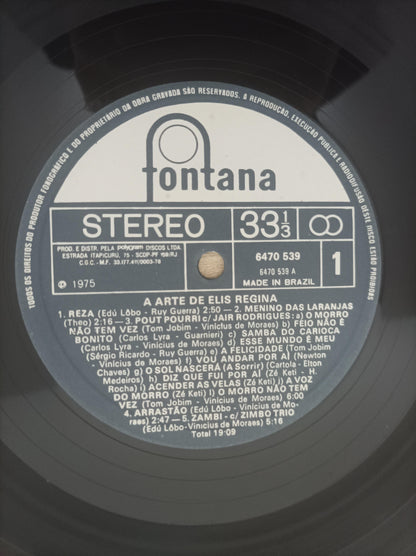 TODOS OS DIREITOS DO PRODUTOR FONOGRÁFICO E DO PROPRIETÁRIO DA OBRA GRAVADA SÃO RESERVADOS. A REPRODUÇÃO, EXECUÇÃO PÚBLICA E RADIODIFUSÃO DESTE DISCO ESTÃO PROIBIDAS
fontana
STEREO 33 1/3
PROD. E DISTR. PELA polygram DISCOS LTDA
ESTRADA ITAPICURU, 75 - SCDP-PF 159/RJ
C.G.C. - M.F. 33.177.411/0003-78
℗ 1975
6470 539
6470 539 A
MADE IN BRAZIL
1
A ARTE DE ELIS REGINA
1. REZA (Edú Lôbo - Ruy Guerra) 2:50 - 2. MENINO DAS LARANJAS
(Theo) 2:16 — 3. POUT POURRI c/JAIR RODRIGUES: a) O MORRO
NÃO TEM VEZ (Tom Jobim - Vinícius de Moraes) b) FEIO NÃO É
BONITO (Carlos Lyra - Guarnieri) c) SAMBA DO CARIOCA
(Carlos Lyra - Vinicius de Moraes) d) ESSE MUNDO É MEU
(Sérgio Ricardo - Ruy Guerra) e) A FELICIDADE (Tom Jobim
- Vinicius de Moraes) f) VOU ANDAR POR AÍ (Newton
Chaves) g) O SOL NASCERÁ (A Sorrir) (Cartola - Elton
Medeiros) h) DIZ QUE FUI POR AÍ (Zé Keti - H.
Rocha) i) ACENDER AS VELAS (Zé Keti) j) A VOZ
DO MORRO (Zé Keti) l) O MORRO NÃO TEM
VEZ (Tom Jobim - Vinicius de Moraes) 6:00
4. ARRASTÃO (Edú Lôbo - Vinicius de Mo-
raes) 2:47 — 5. ZAMBI - c/ ZIMBO TRIO
(Edú Lôbo-Vinicius de Moraes) 5:16
Total 19:09